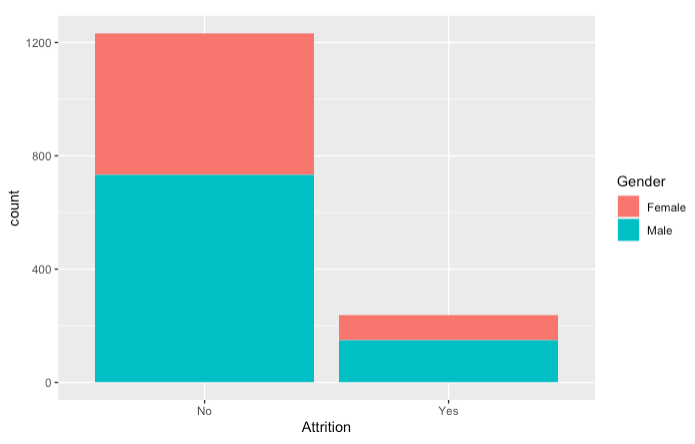 1200
800
400
0
count
No
Yes
Attrition
Gender
Female
Male